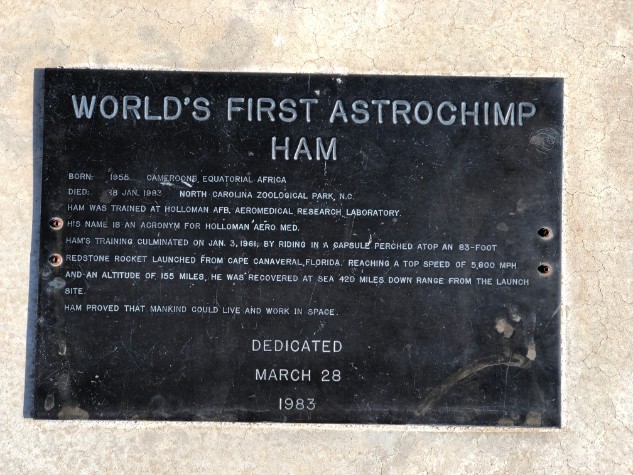 WORLD'S FIRST ASTROCHIMP
HAM
BORN: 1955 CAMEROONS, EQUATORIAL AFRICA
DIED: 18 JAN. 1983 NORTH CAROLINA ZOOLOGICAL PARK, N.C.
HAM WAS TRAINED AT HOLLOMAN AFB, AEROMEDICAL RESEARCH LABORATORY.
HIS NAME IS AN ACRONYM FOR HOLLOMAN AERO MED.
HAM'S TRAINING CULMINATED ON JAN. 3, 1961, BY RIDING IN A CAPSULE PERCHED ATOP AN 83-FOOT
REDSTONE ROCKET LAUNCHED FROM CAPE CANAVERAL, FLORIDA. REACHING A TOP SPEED OF 5,800 MPH
AND AN ALTITUDE OF 155 MILES, HE WAS RECOVERED AT SEA 420 MILES DOWN RANGE FROM THE LAUNCH
SITE.
HAM PROVED THAT MANKIND COULD LIVE AND WORK IN SPACE.
DEDICATED
MARCH 28
1983